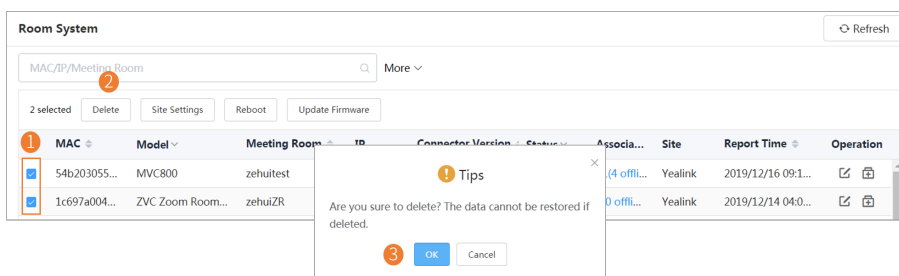 Room System
Refresh
MAC/IP/Meeting Room
More
2
2 selected Delete Site Settings Reboot Update Firmware
1
MAC Model Meeting Room IP Connector Version Status Associa... Site Report Time Operation
54b203055... MVC800 zehuitest .(4 offli... Yealink 2019/12/16 09:1...
1c697a004... ZVC Zoom Room... zehuiZR 0 offli... Yealink 2019/12/14 04:0...
Tips
Are you sure to delete? The data cannot be restored if
deleted.
3 OK Cancel